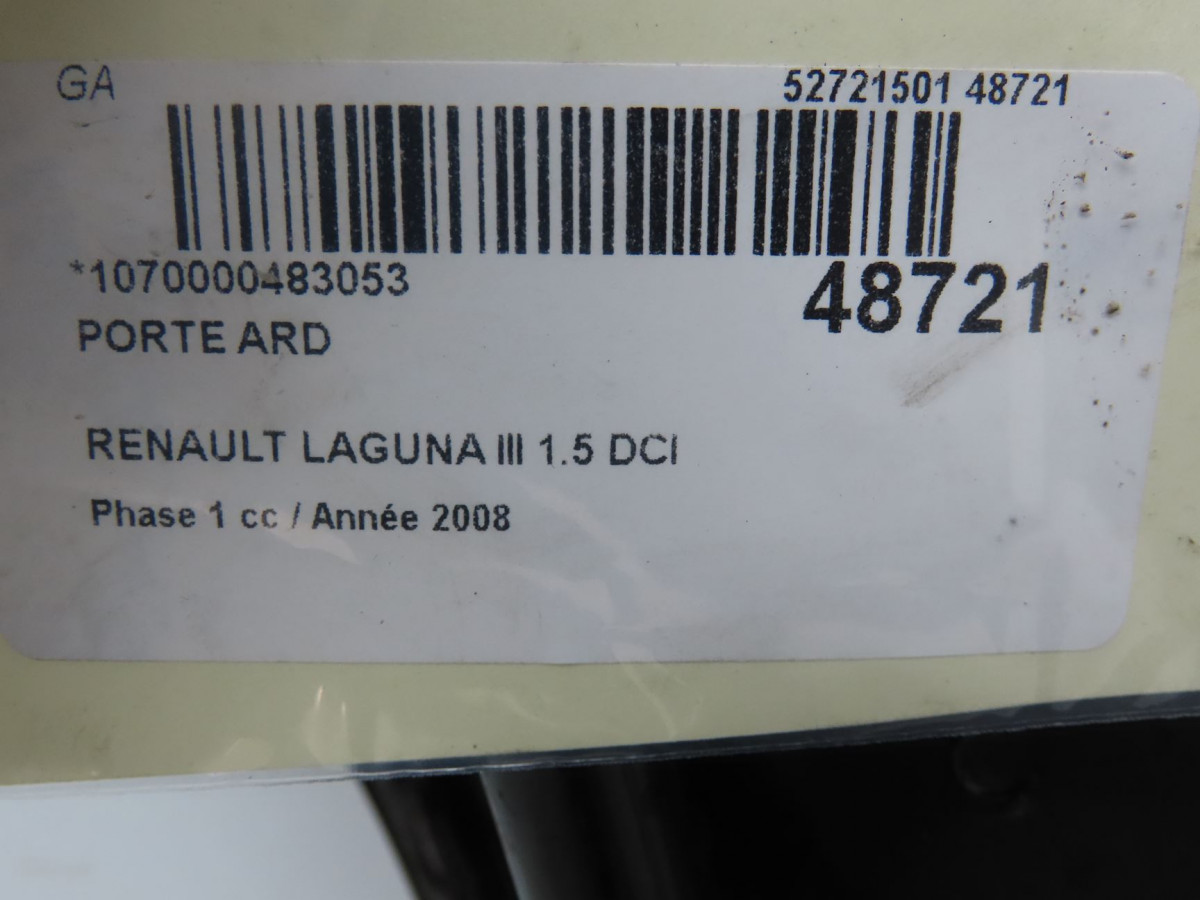 GA 52721501 48721
*1070000483053
48721
PORTE ARD
RENAULT LAGUNA III 1.5 DCI
Phase 1 cc / Année 2008